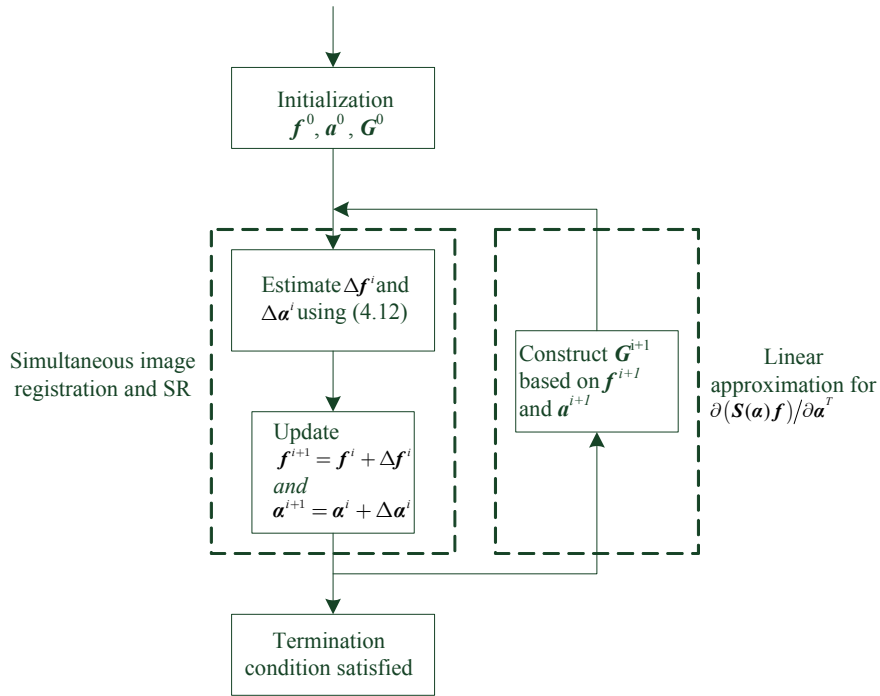 Initialization
f⁰, a⁰, G⁰
Estimate Δfⁱ and
Δαⁱ using (4.12)
Simultaneous image
registration and SR
Update
fⁱ⁺¹ = fⁱ + Δfⁱ
and
αⁱ⁺¹ = αⁱ + Δαⁱ
Construct Gⁱ⁺¹
based on fⁱ⁺¹
and aⁱ⁺¹
Linear
approximation for
∂(S(α)f)/∂αᵀ
Termination
condition satisfied